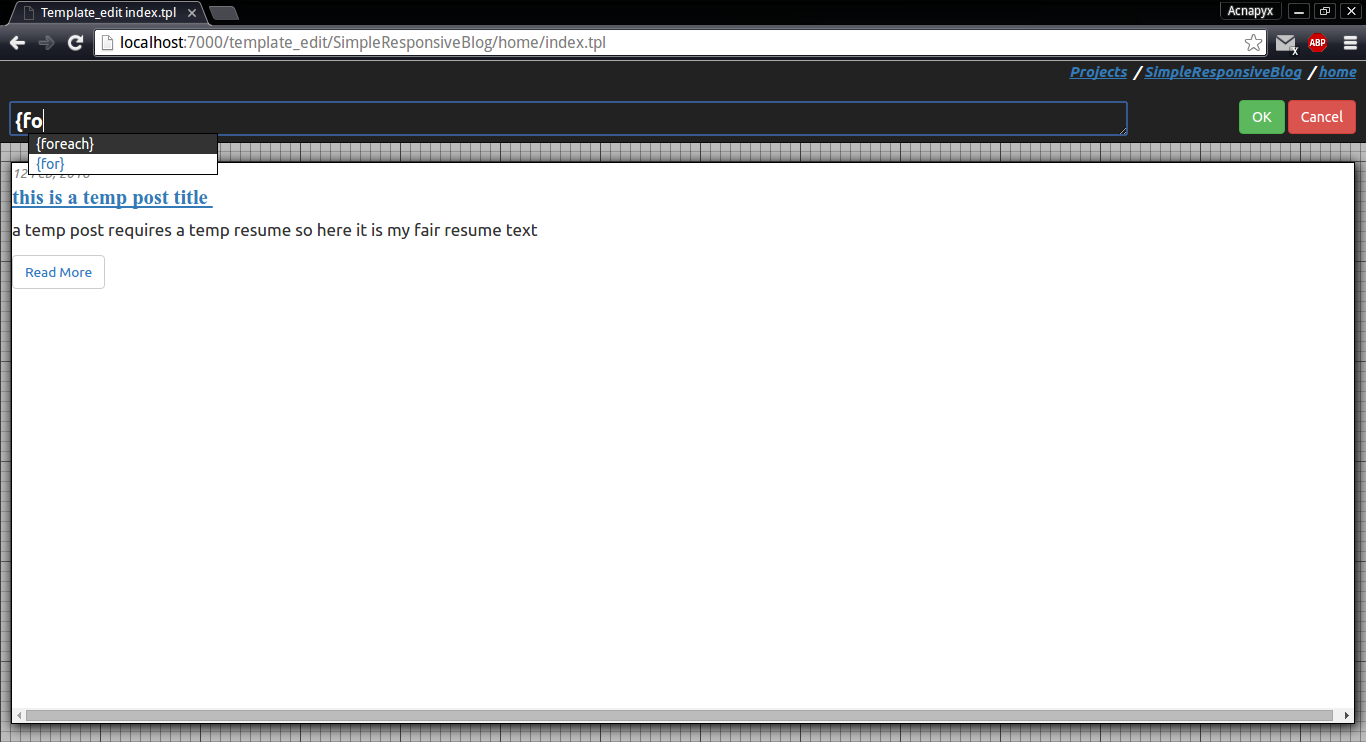 Template_edit index.tpl
Acnapyx
localhost:7000/template_edit/SimpleResponsiveBlog/home/index.tpl
x
ABP
Projects / SimpleResponsiveBlog / home
{fo
OK
Cancel
{foreach}
{for}
12
this is a temp post title
a temp post requires a temp resume so here it is my fair resume text
Read More